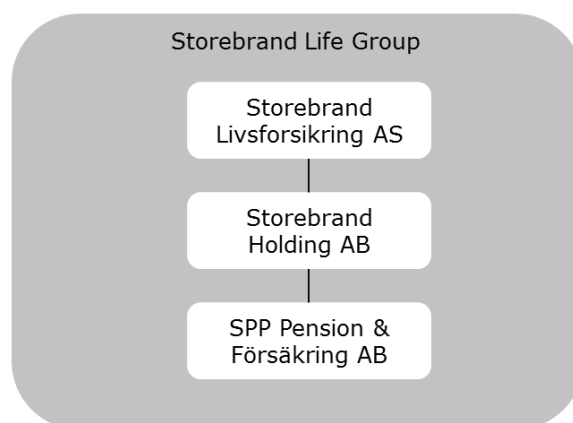 Storebrand Life Group
Storebrand
Livsforsikring AS
Storebrand
Holding AB
SPP Pension &
Försäkring AB